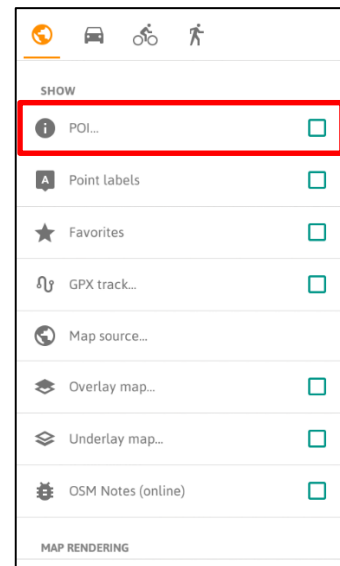 SHOW
POI...
Point labels
Favorites
GPX track...
Map source...
Overlay map...
Underlay map...
OSM Notes (online)
MAP RENDERING